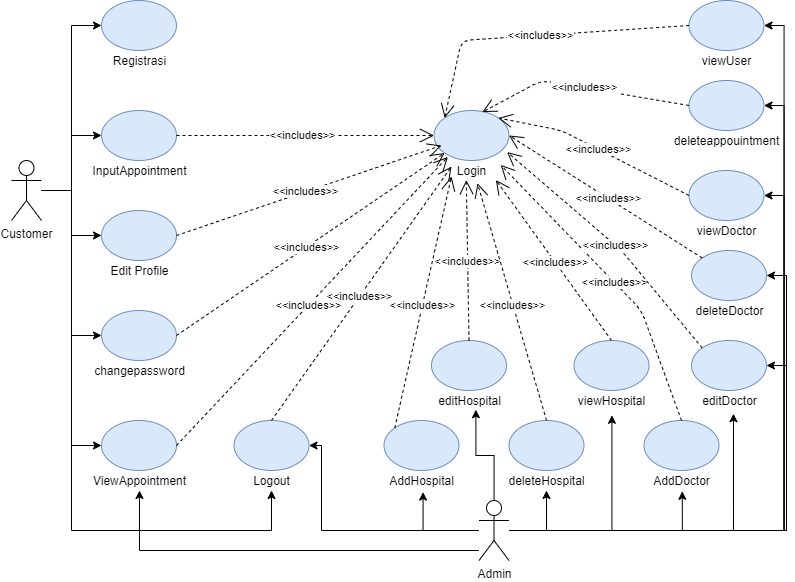 <<includes>>
Registrasi
viewUser
<<includes>>
<<includes>>
deleteappouintment
<<includes>>
InputAppointment
Login
<<includes>>
<<includes>>
viewDoctor
Customer
Edit Profile
<<includes>>
<<includes>>
<<includes>>
<<includes>>
<<includes>>
<<includes>>
<<includes>>
<<includes>>
<<includes>>
<<includes>>
deleteDoctor
changepassword
editHospital
viewHospital
editDoctor
ViewAppointment
Logout
AddHospital
deleteHospital
AddDoctor
Admin